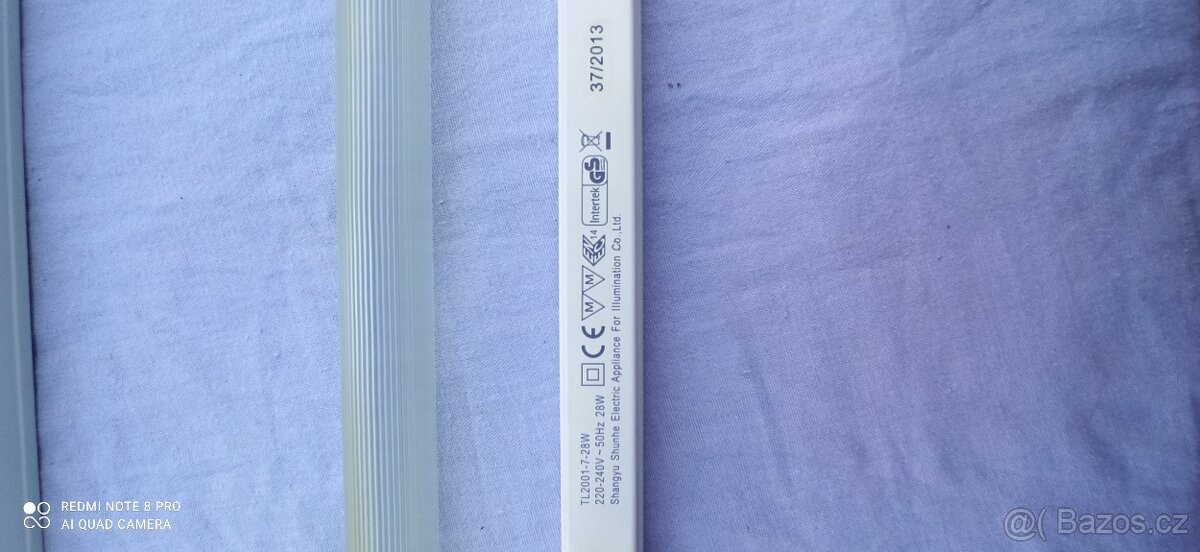 TL2001-7-28W
220-240V~50Hz 28W
Shangyu Shunhe Electric Appliance For Illumination Co.,Ltd.
CE
M M
14
Intertek
GS
37/2013
REDMI NOTE 8 PRO
AI QUAD CAMERA
@( Bazos.cz